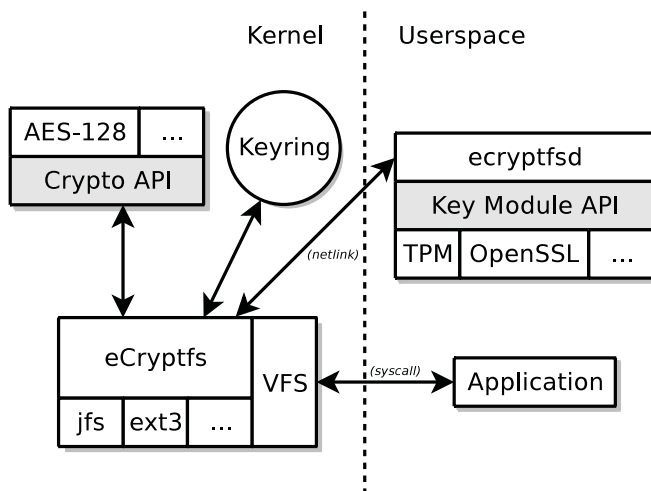 Kernel
Userspace
AES-128
...
Crypto API
Keyring
ecryptfsd
Key Module API
TPM
OpenSSL
...
(netlink)
eCryptfs
VFS
jfs
ext3
...
(syscall)
Application